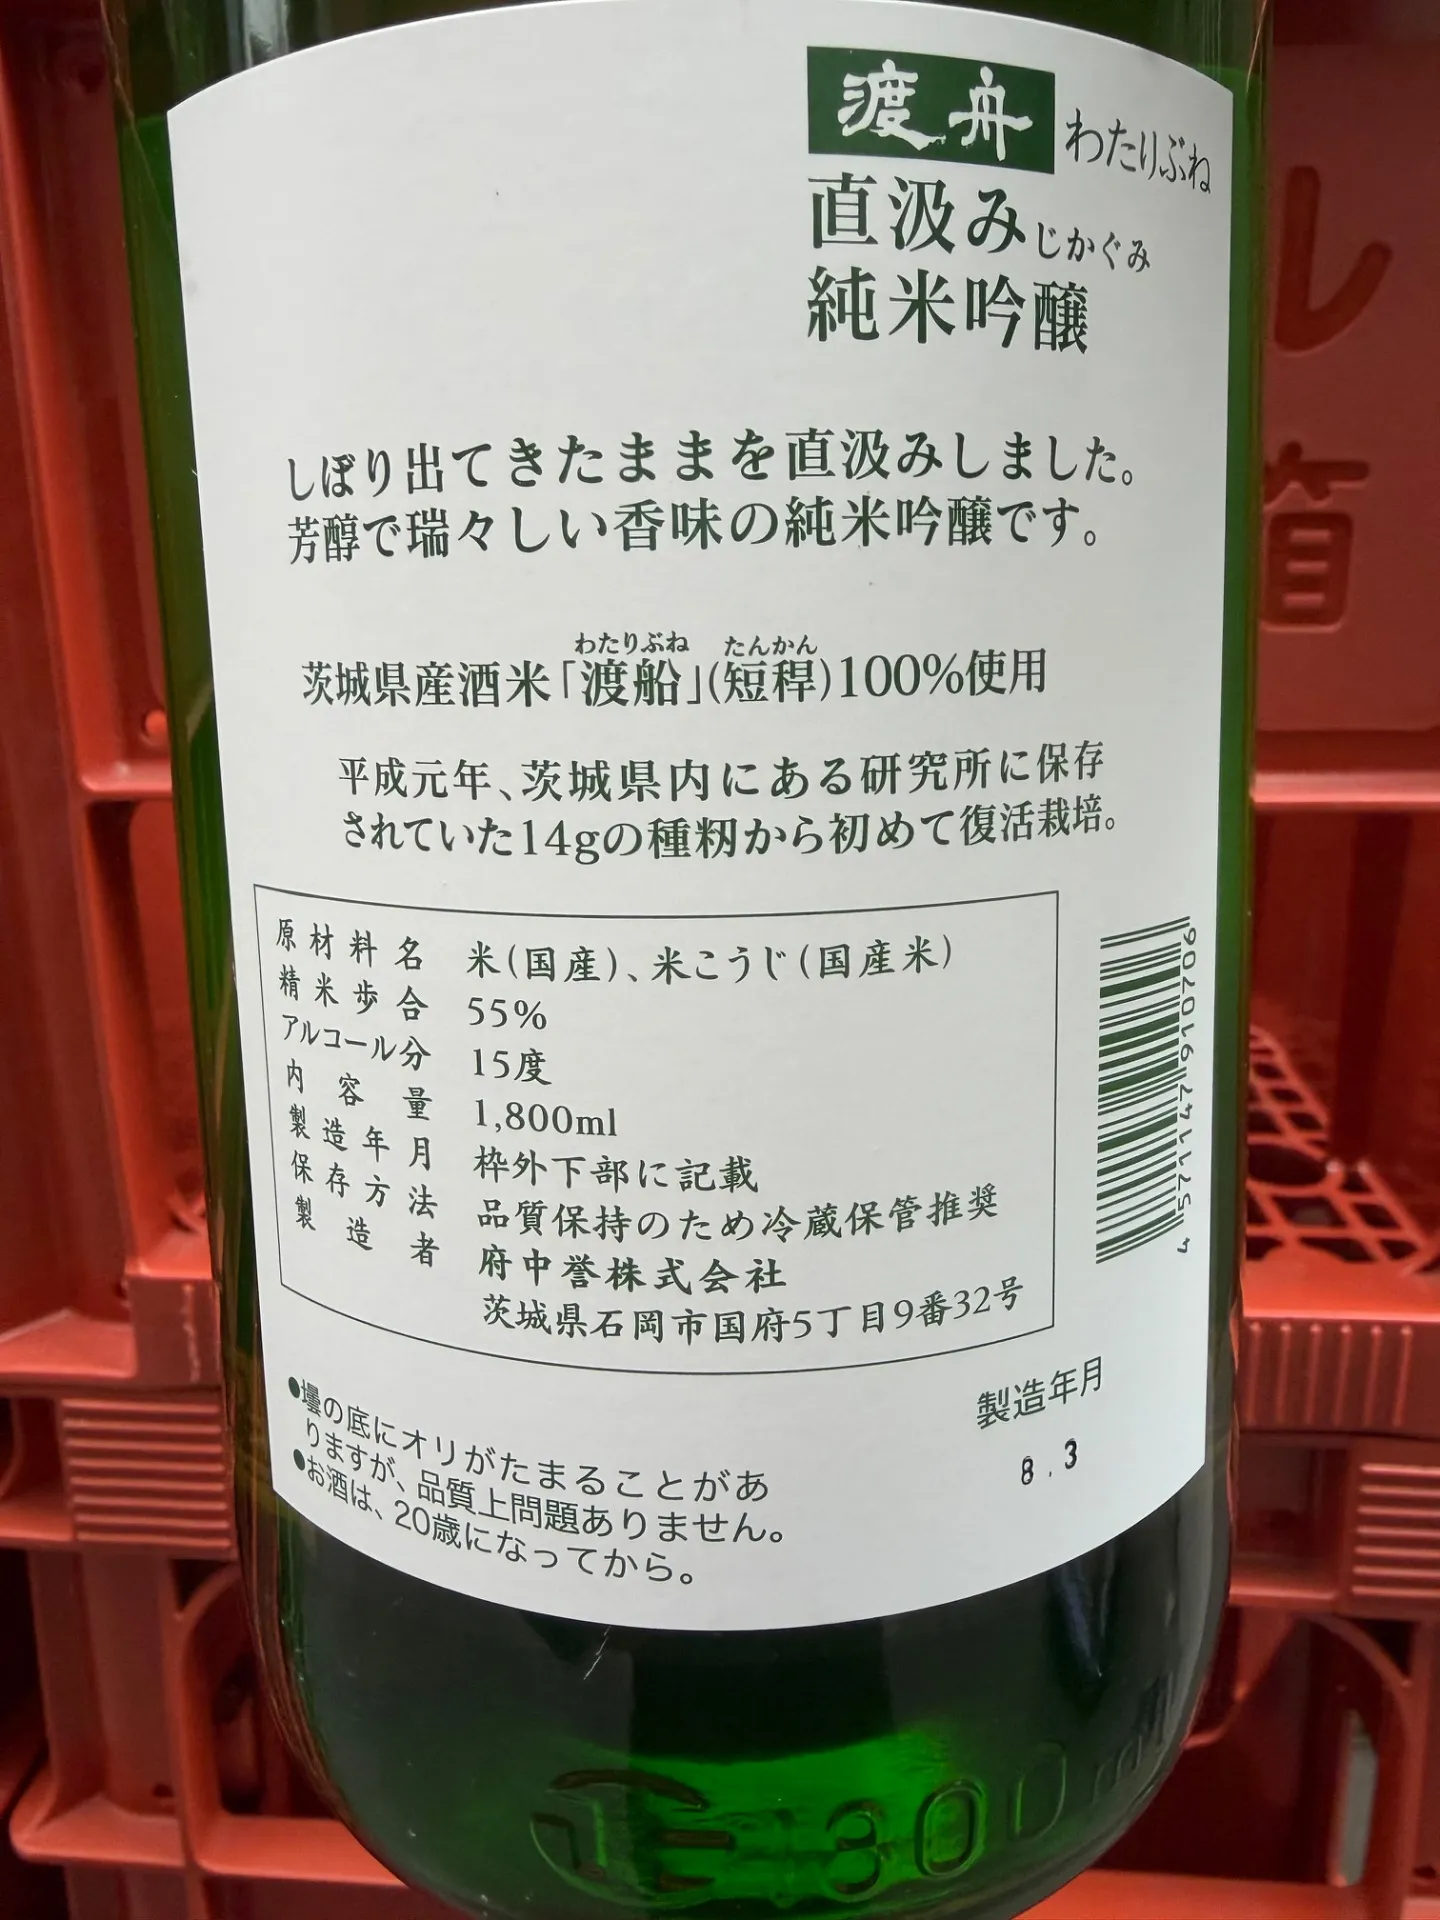 渡舟 わたりぶね
直汲み じかぐみ
純米吟醸
しぼり出てきたままを直汲みしました。
芳醇で瑞々しい香味の純米吟醸です。
わたりぶね たんかん
茨城県産酒米「渡船」(短稈)100%使用
平成元年、茨城県内にある研究所に保存
されていた14gの種籾から初めて復活栽培。
原材料名 米(国産)、米こうじ(国産米)
精米歩合 55%
アルコール分 15度
内容量 1,800ml
製造年月 枠外下部に記載
保存方法 品質保持のため冷蔵保管推奨
製造者 府中誉株式会社
茨城県石岡市国府5丁目9番32号
4571474910706
●壜の底にオリがたまることがあ
りますが、品質上問題ありません。
●お酒は、20歳になってから。
製造年月
8.3
正 1800ml